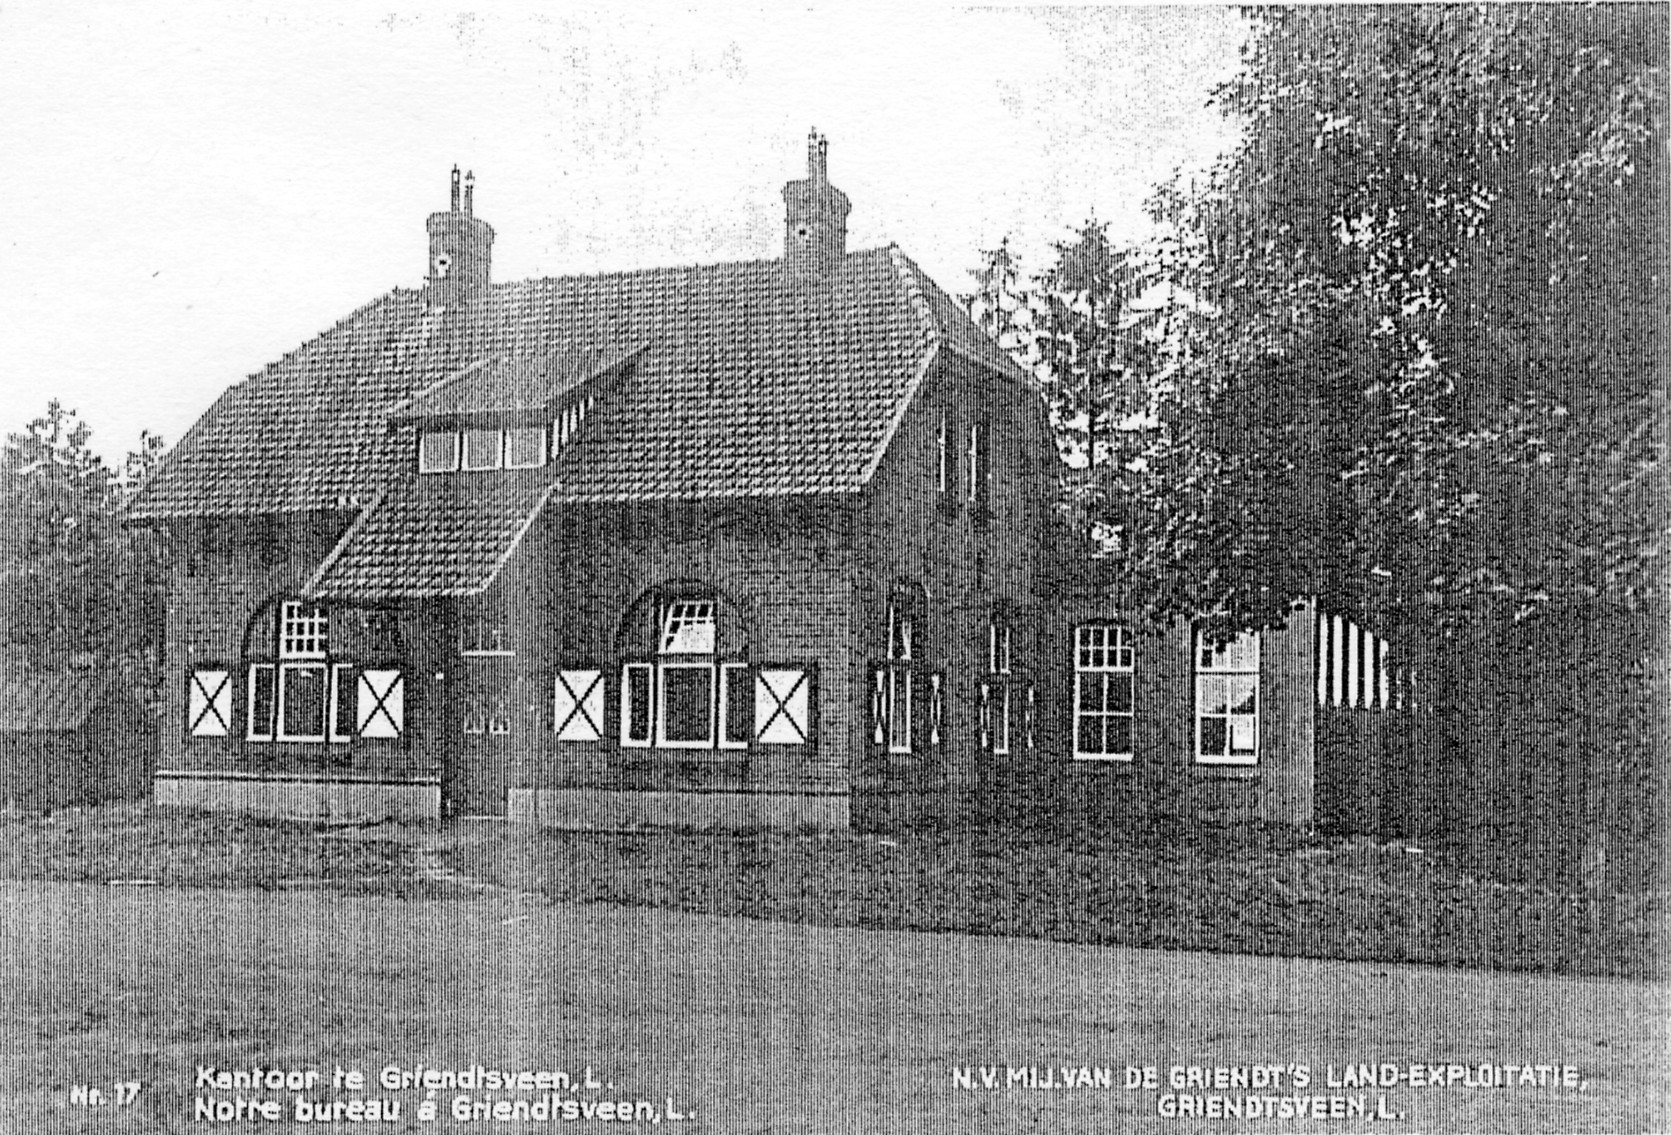 Nr. 17
Kantoor te Griendtsveen, L.
Notre bureau á Griendtsveen, L.
N.V. MIJ. VAN DE GRIENDT'S LAND-EXPLOITATIE,
GRIENDTSVEEN, L.